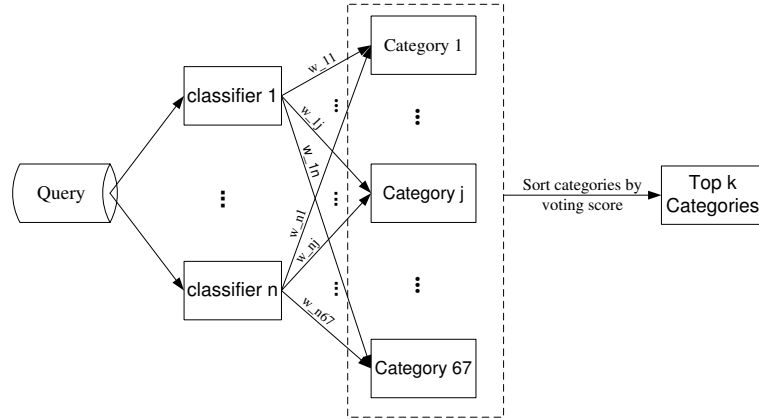 Query
classifier 1
...
classifier n
w_11
w_1j
w_1n
w_n1
w_nj
w_n67
...
...
...
Category 1
...
Category j
...
Category 67
Sort categories by
voting score
Top k
Categories